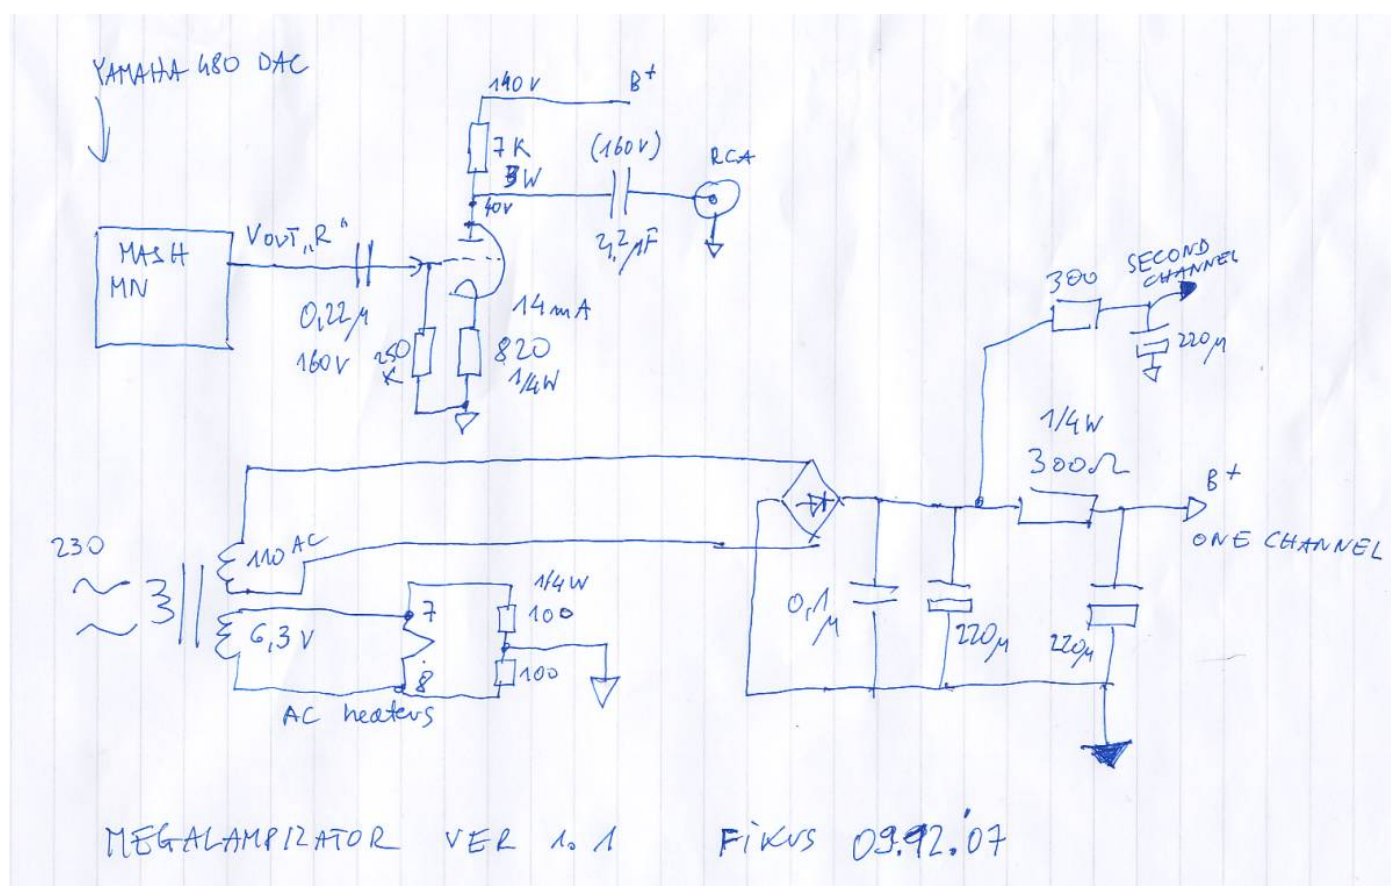 YAMAHA 480 DAC
140V
B+
7K
3W
(160V)
RCA
40V
2,2µF
MASH
MN
VOUT "R"
0,22µ
160V
250
K
14mA
820
1/4W
300
SECOND
CHANNEL
220µ
1/4W
300Ω
B+
ONE CHANNEL
230
110 AC
6,3V
7
8
1/4W
100
100
AC heaters
0,1
µ
220µ
220µ
MEGALAMPIZATOR VER 1.1 FIKUS 09.12.'07